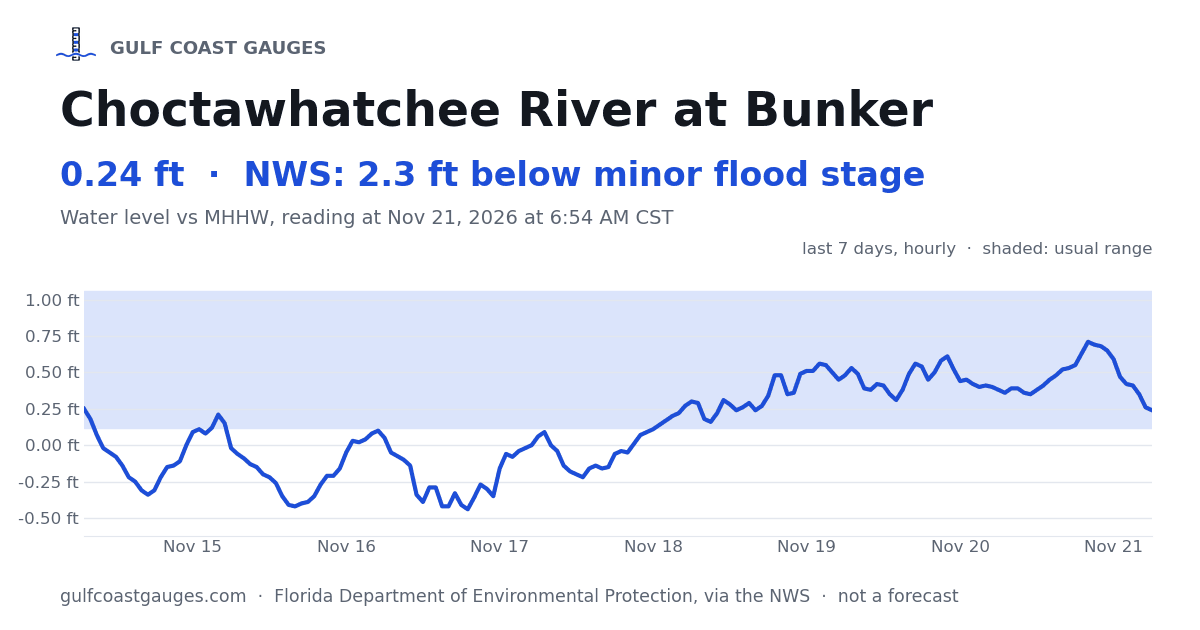 GULF COAST GAUGES
Choctawhatchee River at Bunker
0.24 ft · NWS: 2.3 ft below minor flood stage
Water level vs MHHW, reading at Nov 21, 2026 at 6:54 AM CST
last 7 days, hourly · shaded: usual range
1.00 ft
0.75 ft
0.50 ft
0.25 ft
0.00 ft
-0.25 ft
-0.50 ft
Nov 15 Nov 16 Nov 17 Nov 18 Nov 19 Nov 20 Nov 21
gulfcoastgauges.com · Florida Department of Environmental Protection, via the NWS · not a forecast